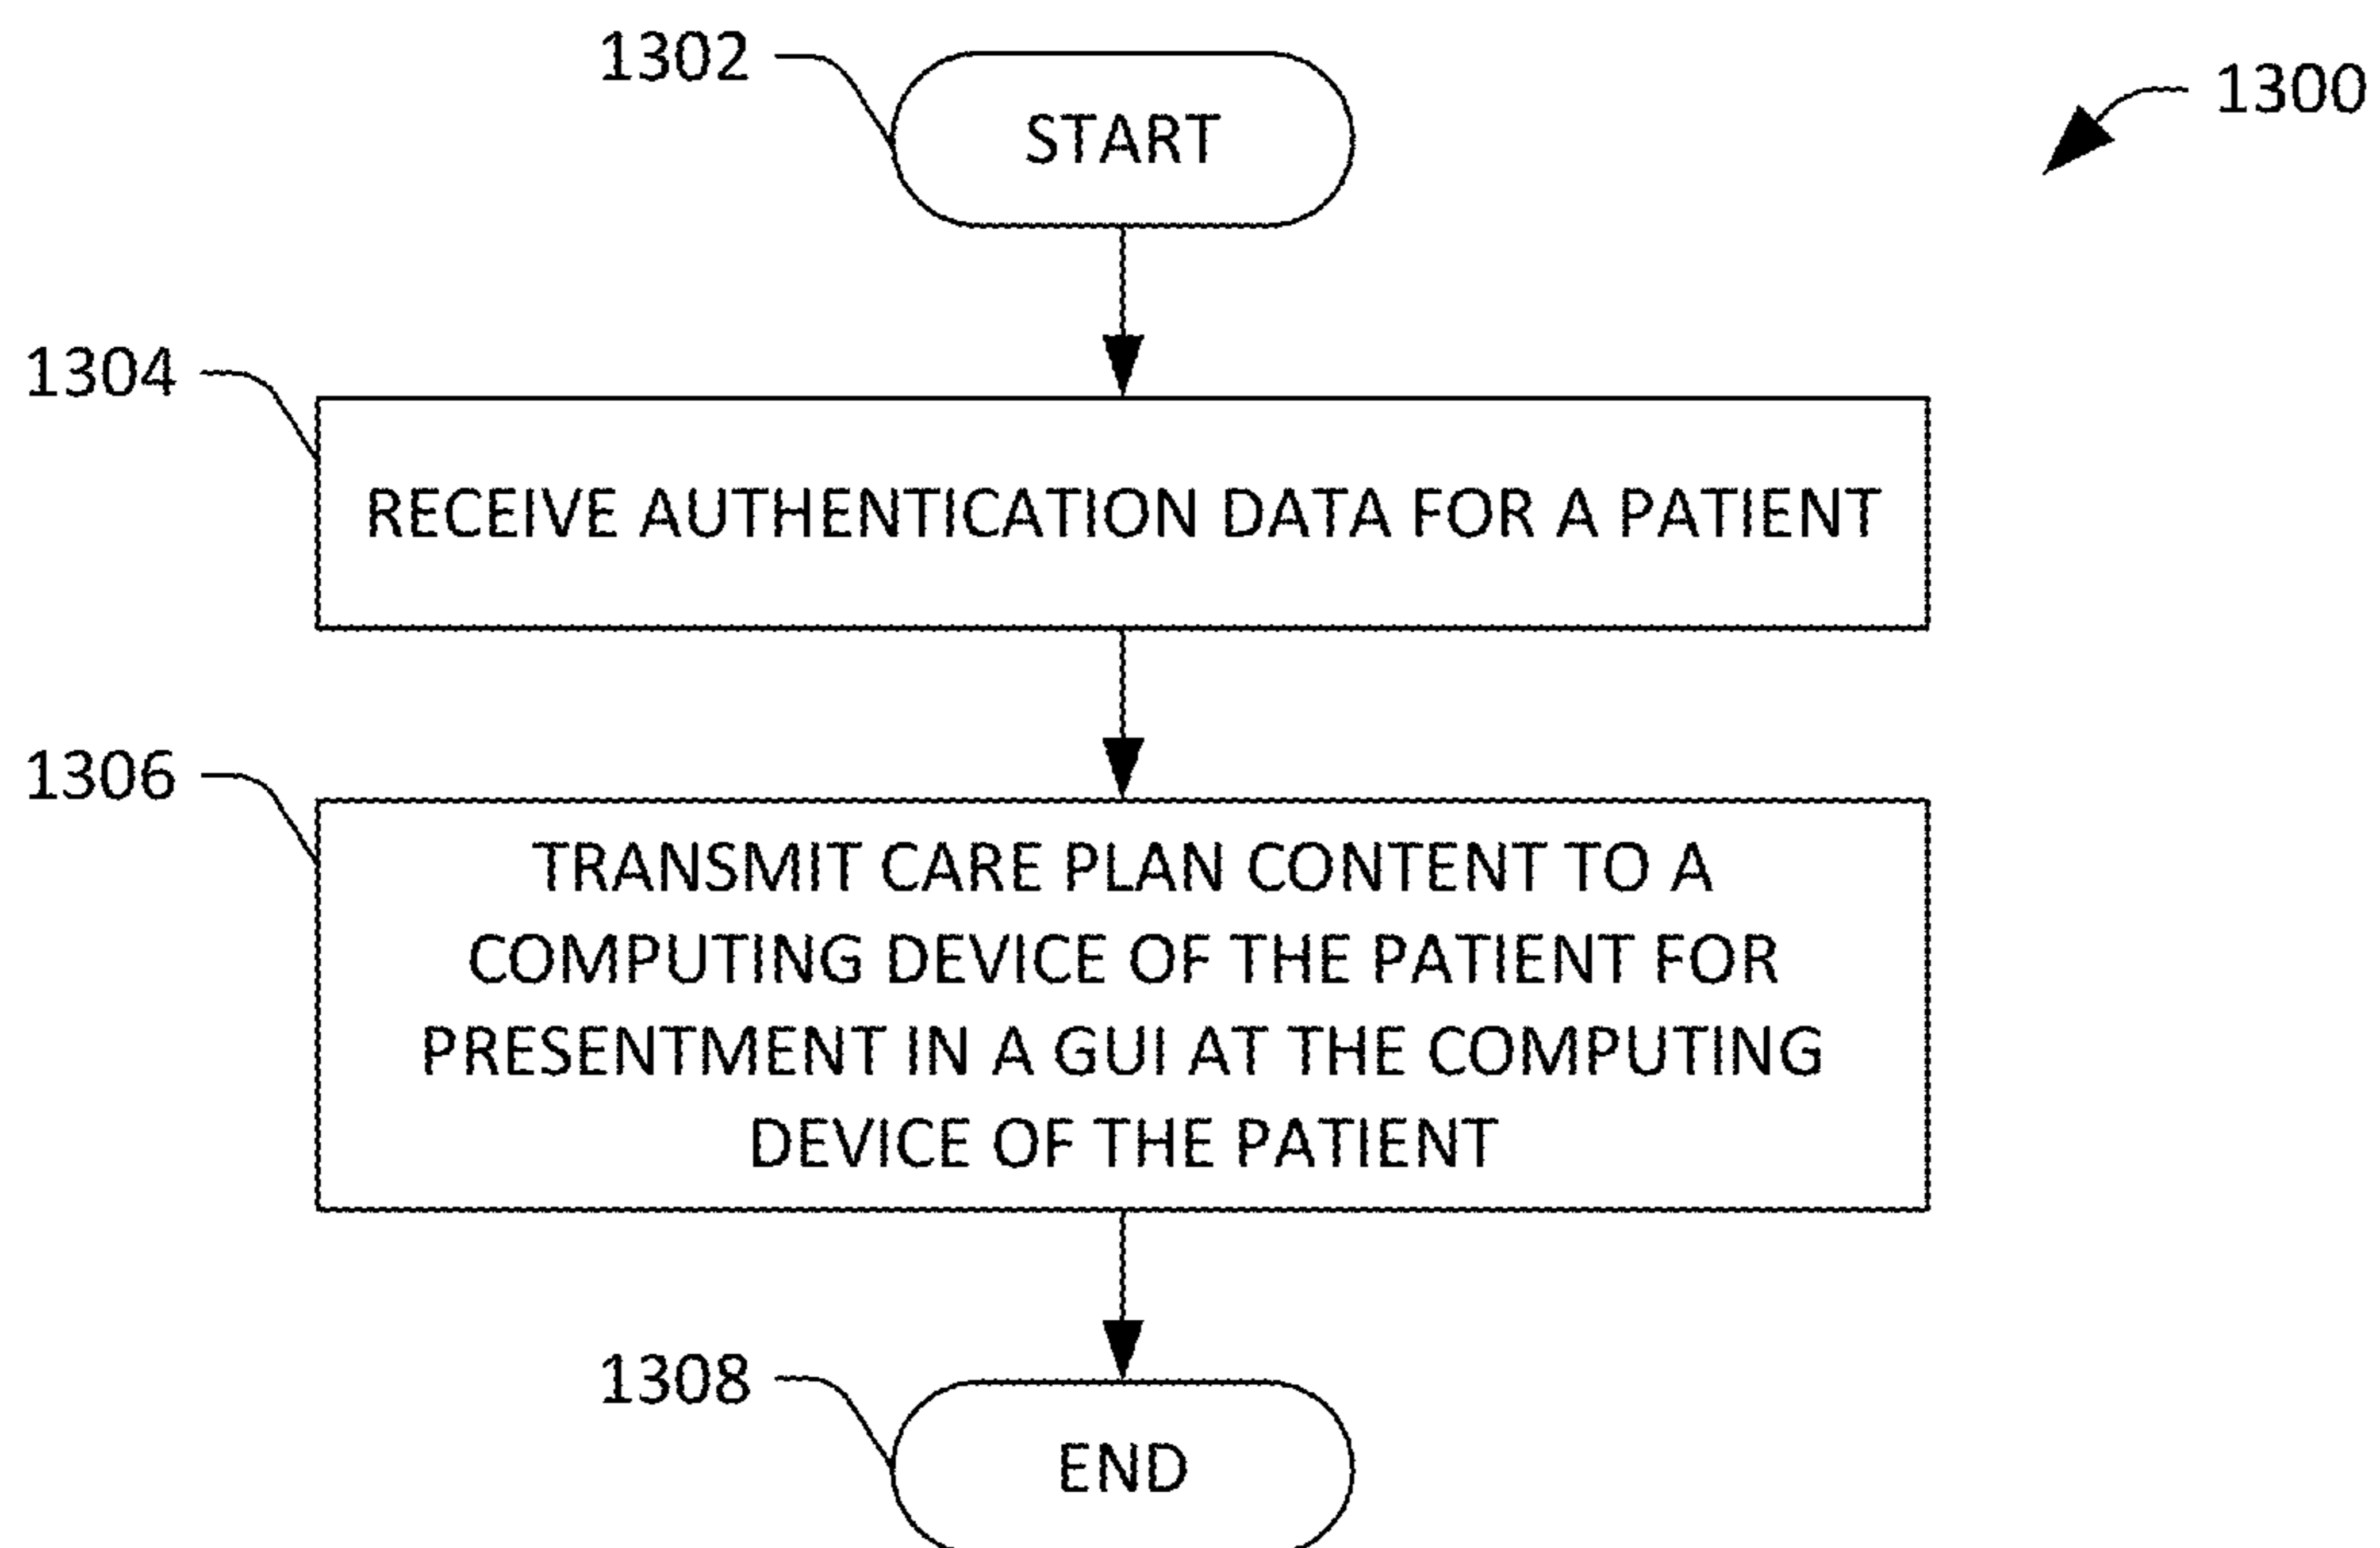 1302
START
1300
1304
RECEIVE AUTHENTICATION DATA FOR A PATIENT
1306
TRANSMIT CARE PLAN CONTENT TO A
COMPUTING DEVICE OF THE PATIENT FOR
PRESENTMENT IN A GUI AT THE COMPUTING
DEVICE OF THE PATIENT
1308
END